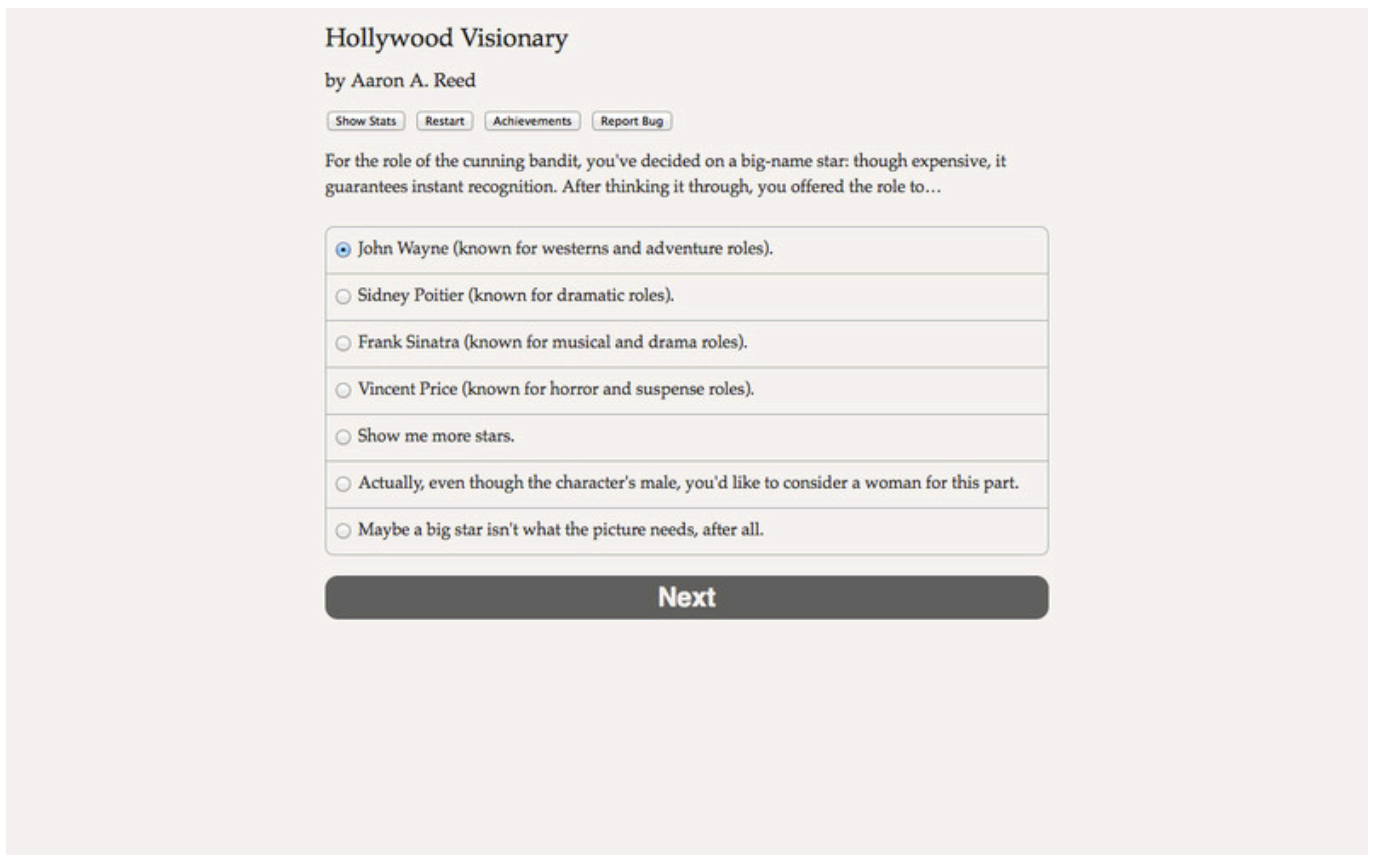 Hollywood Visionary
by Aaron A. Reed
Show Stats Restart Achievements Report Bug
For the role of the cunning bandit, you've decided on a big-name star: though expensive, it
guarantees instant recognition. After thinking it through, you offered the role to…
John Wayne (known for westerns and adventure roles).
Sidney Poitier (known for dramatic roles).
Frank Sinatra (known for musical and drama roles).
Vincent Price (known for horror and suspense roles).
Show me more stars.
Actually, even though the character's male, you'd like to consider a woman for this part.
Maybe a big star isn't what the picture needs, after all.
Next